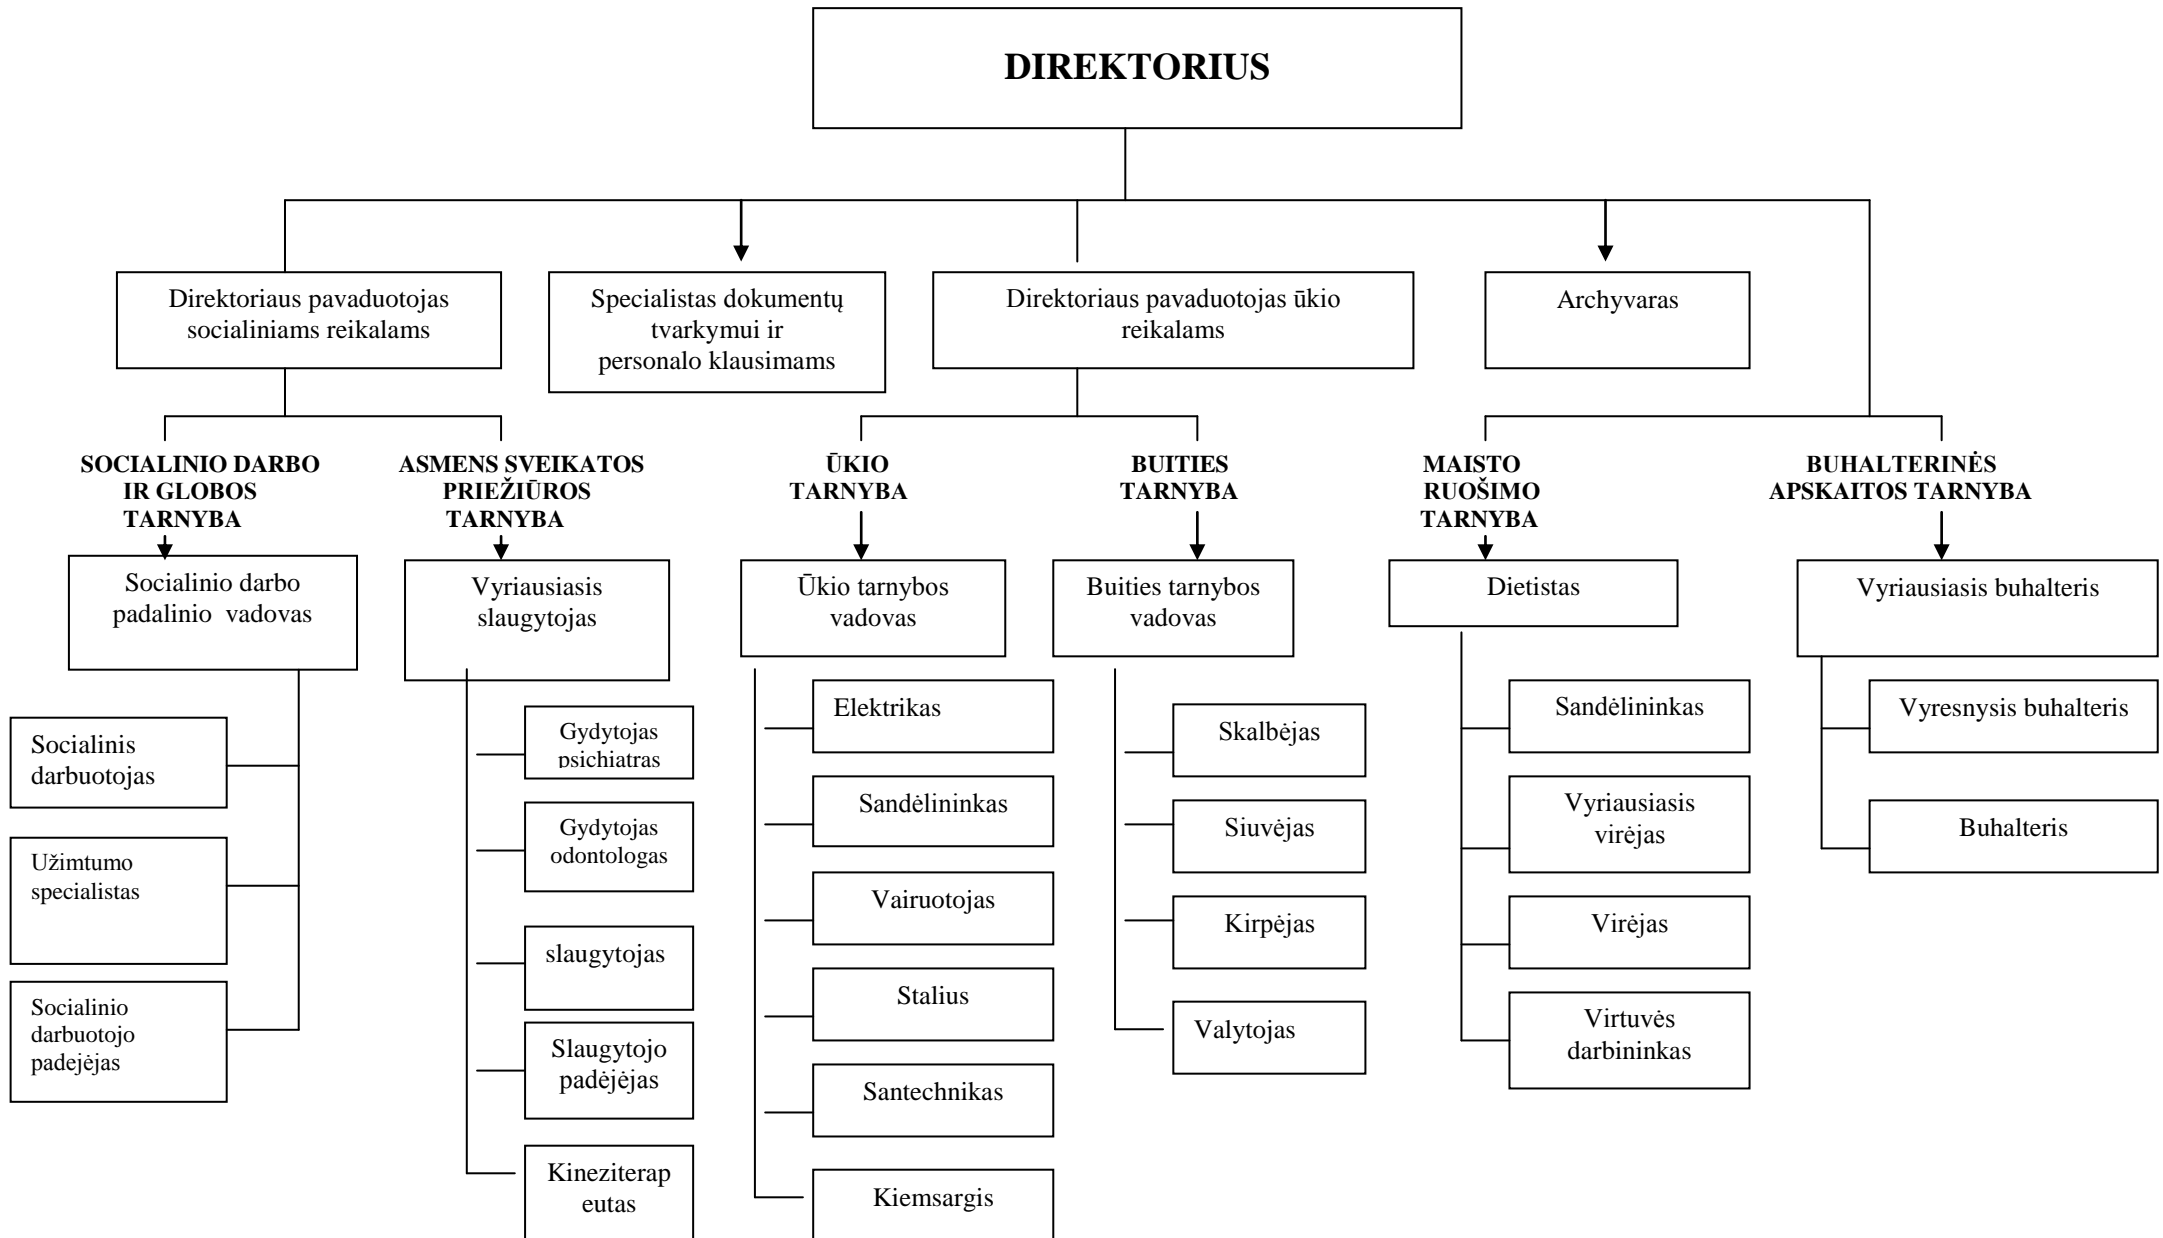 DIREKTORIUS
Direktoriaus pavaduotojas
socialiniams reikalams
Specialistas dokumentų
tvarkymui ir
personalo klausimams
Direktoriaus pavaduotojas ūkio
reikalams
Archyvaras
SOCIALINIO DARBO
IR GLOBOS
TARNYBA
ASMENS SVEIKATOS
PRIEŽIŪROS
TARNYBA
ŪKIO
TARNYBA
BUITIES
TARNYBA
MAISTO
RUOŠIMO
TARNYBA
BUHALTERINĖS
APSKAITOS TARNYBA
Socialinio darbo
padalinio vadovas
Vyriausiasis
slaugytojas
Ūkio tarnybos
vadovas
Buities tarnybos
vadovas
Dietistas
Vyriausiasis buhalteris
Socialinis
darbuotojas
Užimtumo
specialistas
Socialinio
darbuotojo
padejėjas
Gydytojas
psichiatras
Gydytojas
odontologas
slaugytojas
Slaugytojo
padėjėjas
Kineziterap
eutas
Elektrikas
Sandėlininkas
Vairuotojas
Stalius
Santechnikas
Kiemsargis
Skalbėjas
Siuvėjas
Kirpėjas
Valytojas
Sandėlininkas
Vyriausiasis
virėjas
Virėjas
Virtuvės
darbininkas
Vyresnysis buhalteris
Buhalteris